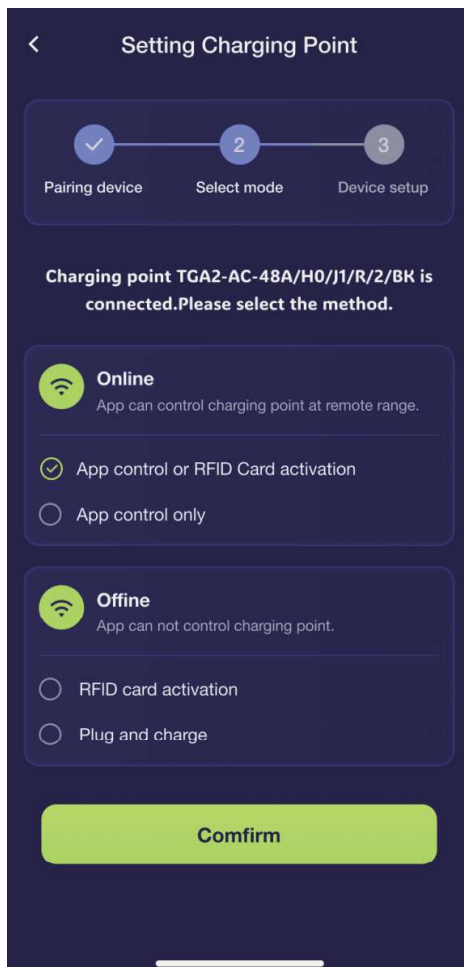 Setting Charging Point
2
3
Pairing device
Select mode
Device setup
Charging point TGA2-AC-48A/H0/J1/R/2/BK is
connected.Please select the method.
Online
App can control charging point at remote range.
App control or RFID Card activation
App control only
Offine
App can not control charging point.
RFID card activation
Plug and charge
Comfirm